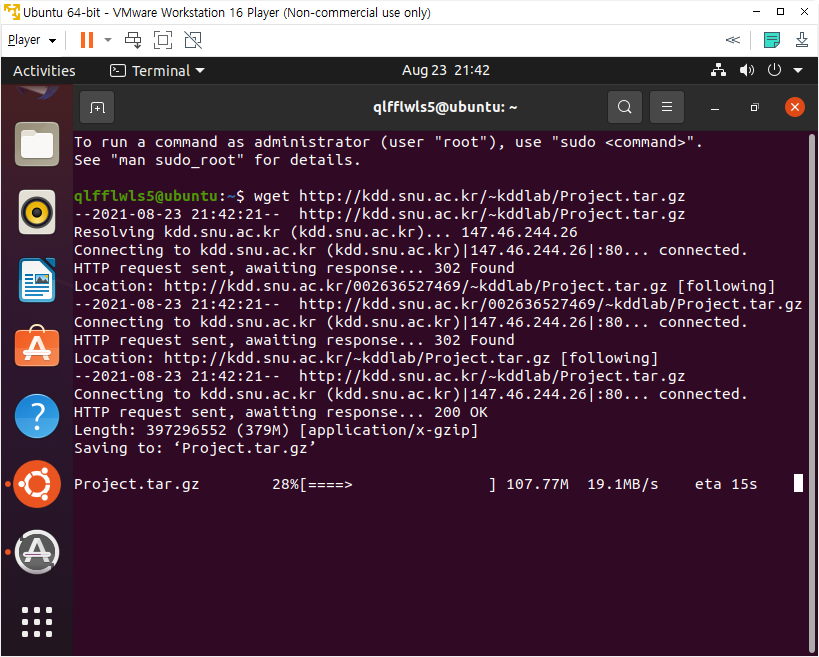 Ubuntu 64-bit - VMware Workstation 16 Player (Non-commercial use only)
Player
Activities
Terminal
Aug 23 21:42
qlfflwls5@ubuntu: ~
To run a command as administrator (user "root"), use "sudo <command>".
See "man sudo_root" for details.
qlfflwls5@ubuntu:~$ wget http://kdd.snu.ac.kr/~kddlab/Project.tar.gz
--2021-08-23 21:42:21--  http://kdd.snu.ac.kr/~kddlab/Project.tar.gz
Resolving kdd.snu.ac.kr (kdd.snu.ac.kr)... 147.46.244.26
Connecting to kdd.snu.ac.kr (kdd.snu.ac.kr)|147.46.244.26|:80... connected.
HTTP request sent, awaiting response... 302 Found
Location: http://kdd.snu.ac.kr/002636527469/~kddlab/Project.tar.gz [following]
--2021-08-23 21:42:21--  http://kdd.snu.ac.kr/002636527469/~kddlab/Project.tar.gz
Connecting to kdd.snu.ac.kr (kdd.snu.ac.kr)|147.46.244.26|:80... connected.
HTTP request sent, awaiting response... 302 Found
Location: http://kdd.snu.ac.kr/~kddlab/Project.tar.gz [following]
--2021-08-23 21:42:21--  http://kdd.snu.ac.kr/~kddlab/Project.tar.gz
Connecting to kdd.snu.ac.kr (kdd.snu.ac.kr)|147.46.244.26|:80... connected.
HTTP request sent, awaiting response... 200 OK
Length: 397296552 (379M) [application/x-gzip]
Saving to: ‘Project.tar.gz’
Project.tar.gz        28%[====>               ] 107.77M  19.1MB/s    eta 15s